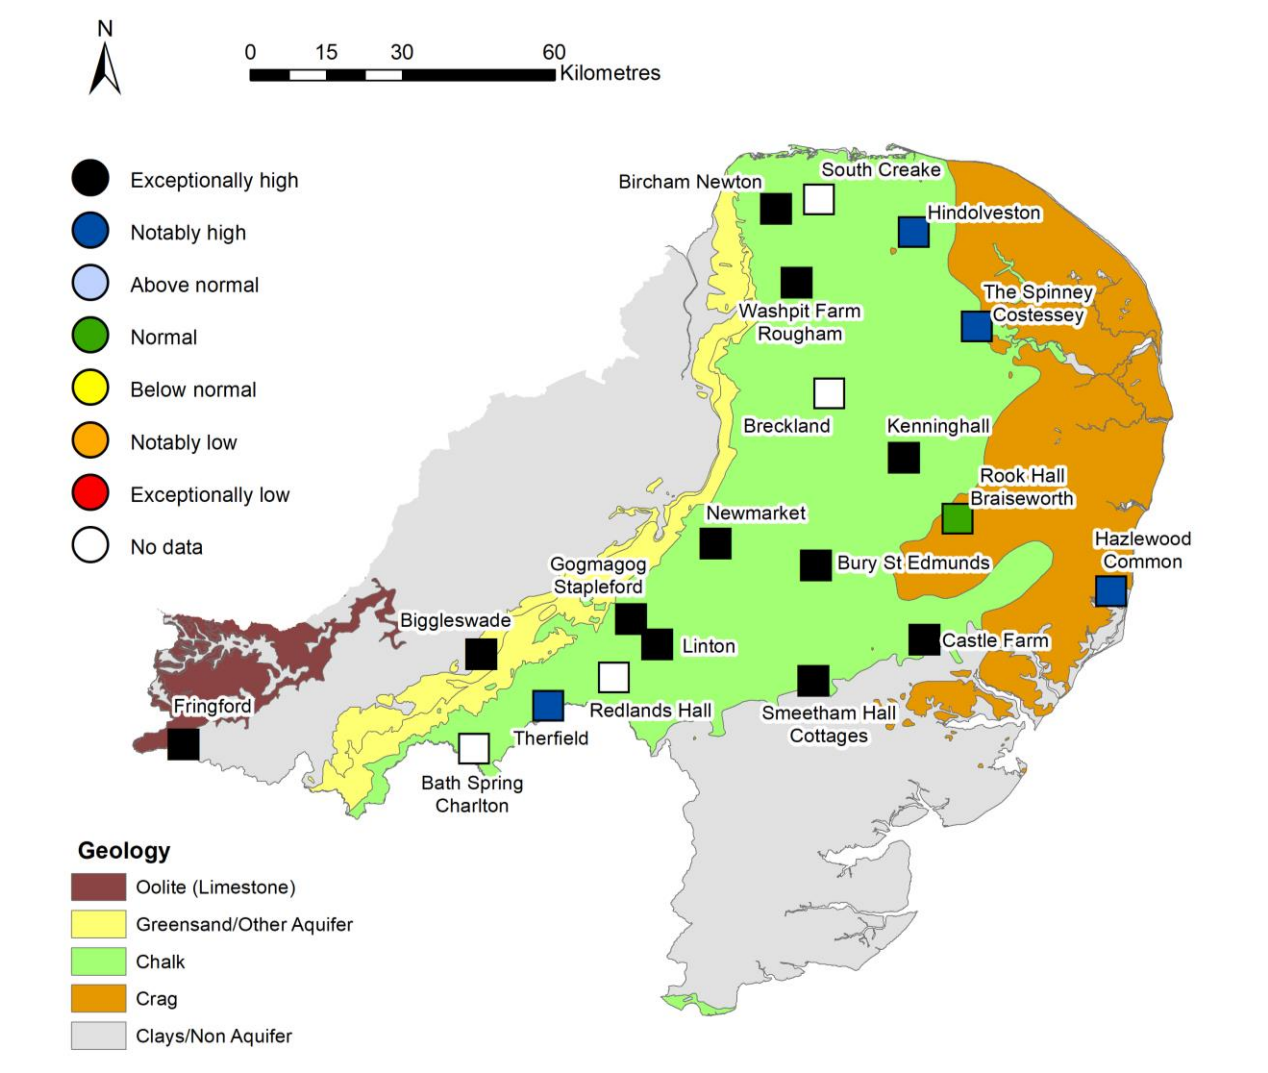 N
0 15 30 60
Kilometres
Exceptionally high
Notably high
Above normal
Normal
Below normal
Notably low
Exceptionally low
No data
South Creake
Bircham Newton
Hindolveston
The Spinney
Costessey
Washpit Farm
Rougham
Breckland
Kenninghall
Rook Hall
Braiseworth
Newmarket
Hazlewood
Common
Gogmagog
Stapleford
Bury St Edmunds
Biggleswade
Linton
Castle Farm
Fringford
Redlands Hall
Smeetham Hall
Cottages
Therfield
Bath Spring
Charlton
Geology
Oolite (Limestone)
Greensand/Other Aquifer
Chalk
Crag
Clays/Non Aquifer